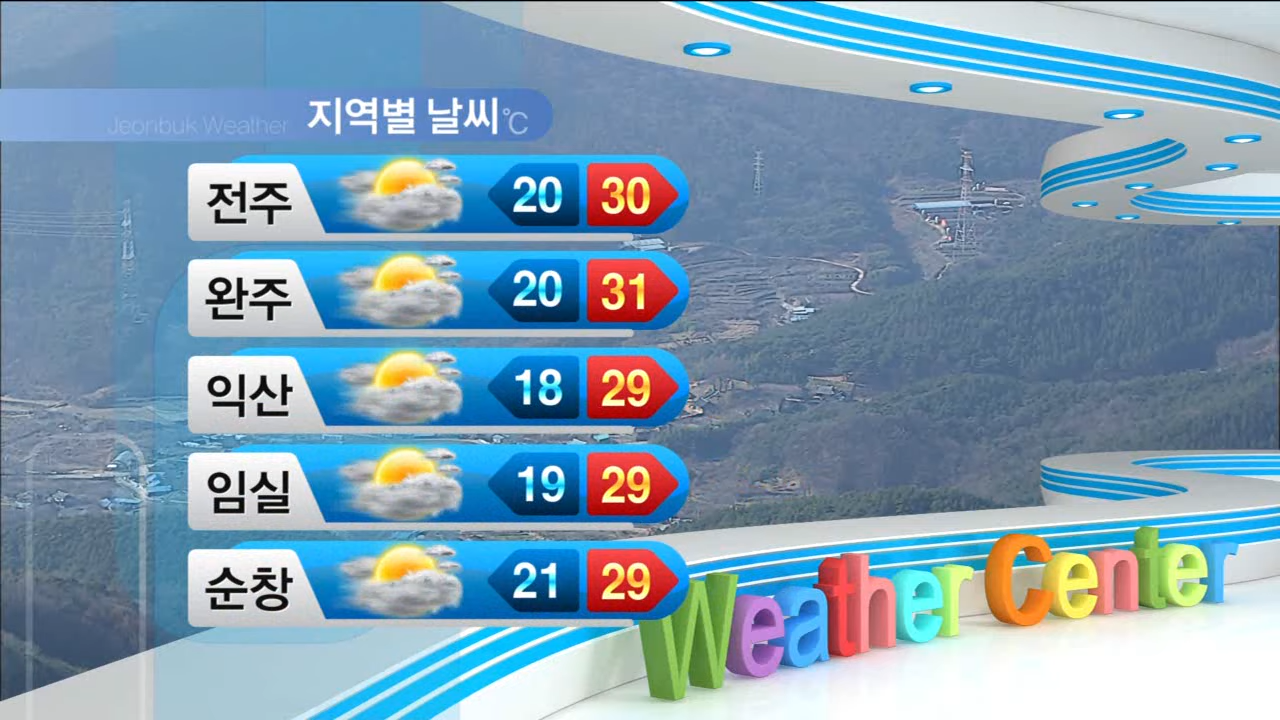 Jeonbuk Weather 지역별 날씨 ℃
전주 20 30
완주 20 31
익산 18 29
임실 19 29
순창 21 29
Weather Center